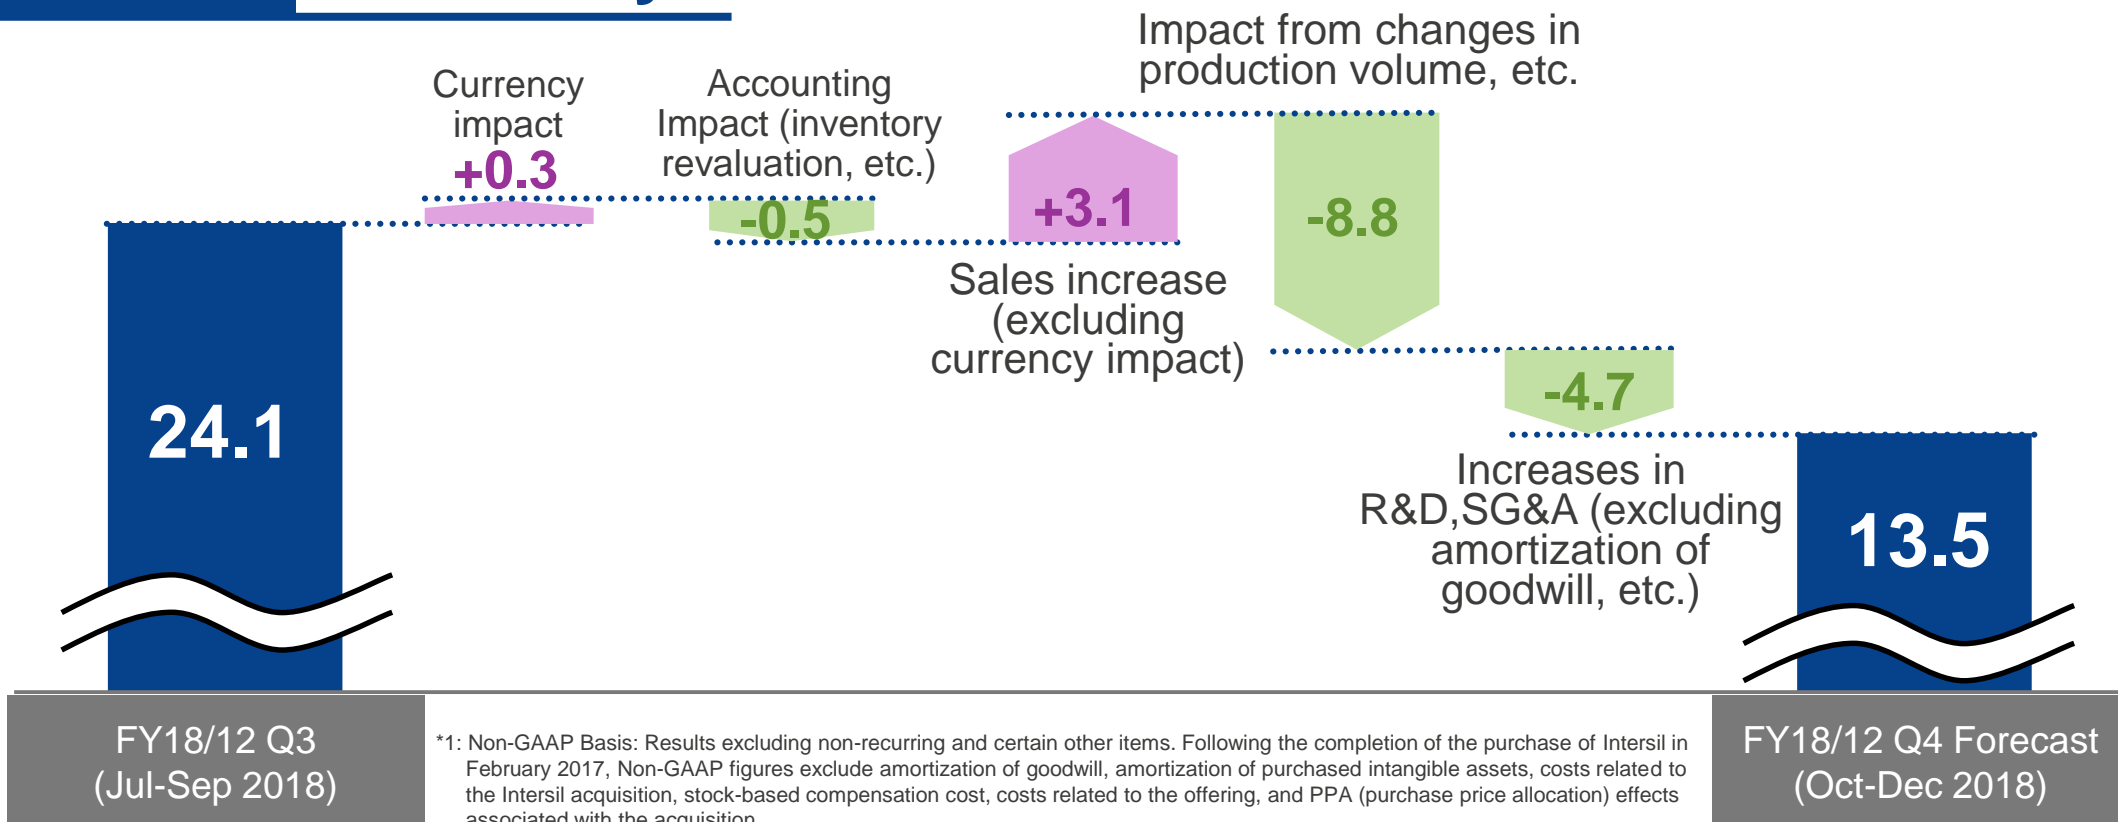 Currency
impact
+0.3
Accounting
Impact (inventory
revaluation, etc.)
-0.5
+3.1
Sales increase
(excluding
currency impact)
Impact from changes in
production volume, etc.
-8.8
-4.7
Increases in
R&D,SG&A (excluding
amortization of
goodwill, etc.)
24.1
13.5
FY18/12 Q3
(Jul-Sep 2018)
*1: Non-GAAP Basis: Results excluding non-recurring and certain other items. Following the completion of the purchase of Intersil in
February 2017, Non-GAAP figures exclude amortization of goodwill, amortization of purchased intangible assets, costs related to
the Intersil acquisition, stock-based compensation cost, costs related to the offering, and PPA (purchase price allocation) effects
associated with the acquisition
FY18/12 Q4 Forecast
(Oct-Dec 2018)